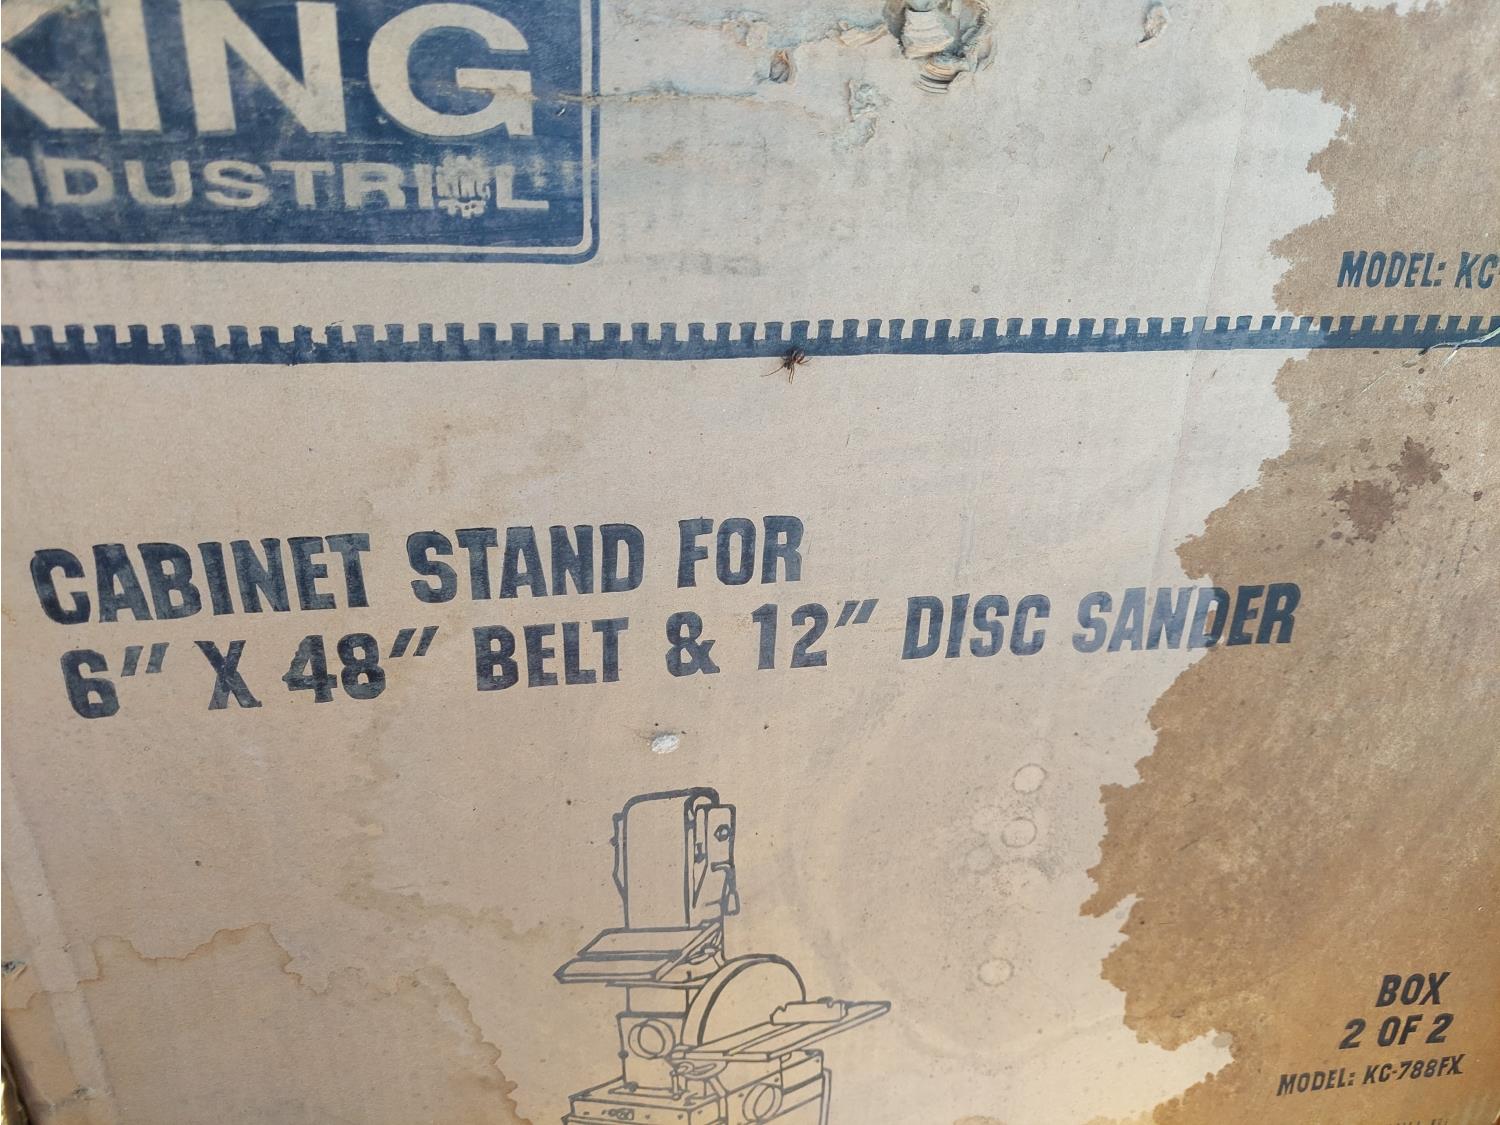 KING
INDUSTRIAL
MODEL: KC-
CABINET STAND FOR
6" X 48" BELT & 12" DISC SANDER
BOX
2 OF 2
MODEL: KC-788FX